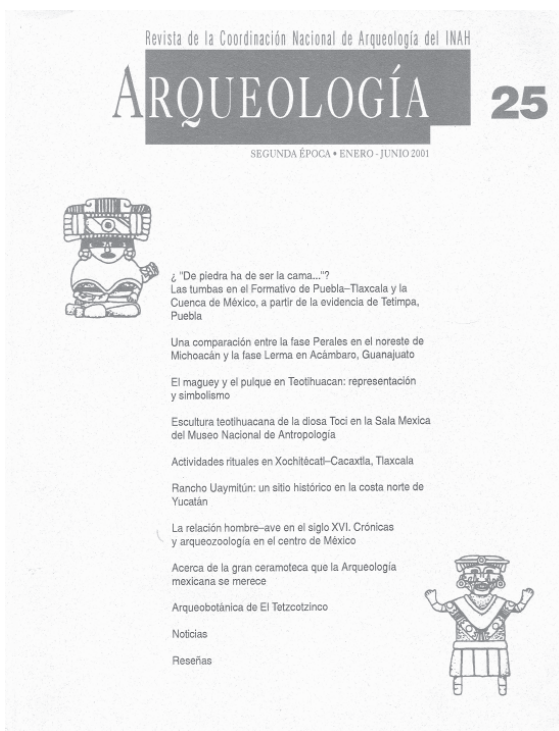 Revista de la Coordinación Nacional de Arqueología del INAH
ARQUEOLOGÍA 25
SEGUNDA ÉPOCA • ENERO - JUNIO 2001
¿ "De piedra ha de ser la cama..."?
Las tumbas en el Formativo de Puebla–Tlaxcala y la
Cuenca de México, a partir de la evidencia de Tetimpa,
Puebla
Una comparación entre la fase Perales en el noreste de
Michoacán y la fase Lerma en Acámbaro, Guanajuato
El maguey y el pulque en Teotihuacan: representación
y simbolismo
Escultura teotihuacana de la diosa Toci en la Sala Mexica
del Museo Nacional de Antropología
Actividades rituales en Xochitécatl–Cacaxtla, Tlaxcala
Rancho Uaymitún: un sitio histórico en la costa norte de
Yucatán
La relación hombre–ave en el siglo XVI. Crónicas
y arqueozoología en el centro de México
Acerca de la gran ceramoteca que la Arqueología
mexicana se merece
Arqueobotánica de El Tetzcotzinco
Noticias
Reseñas